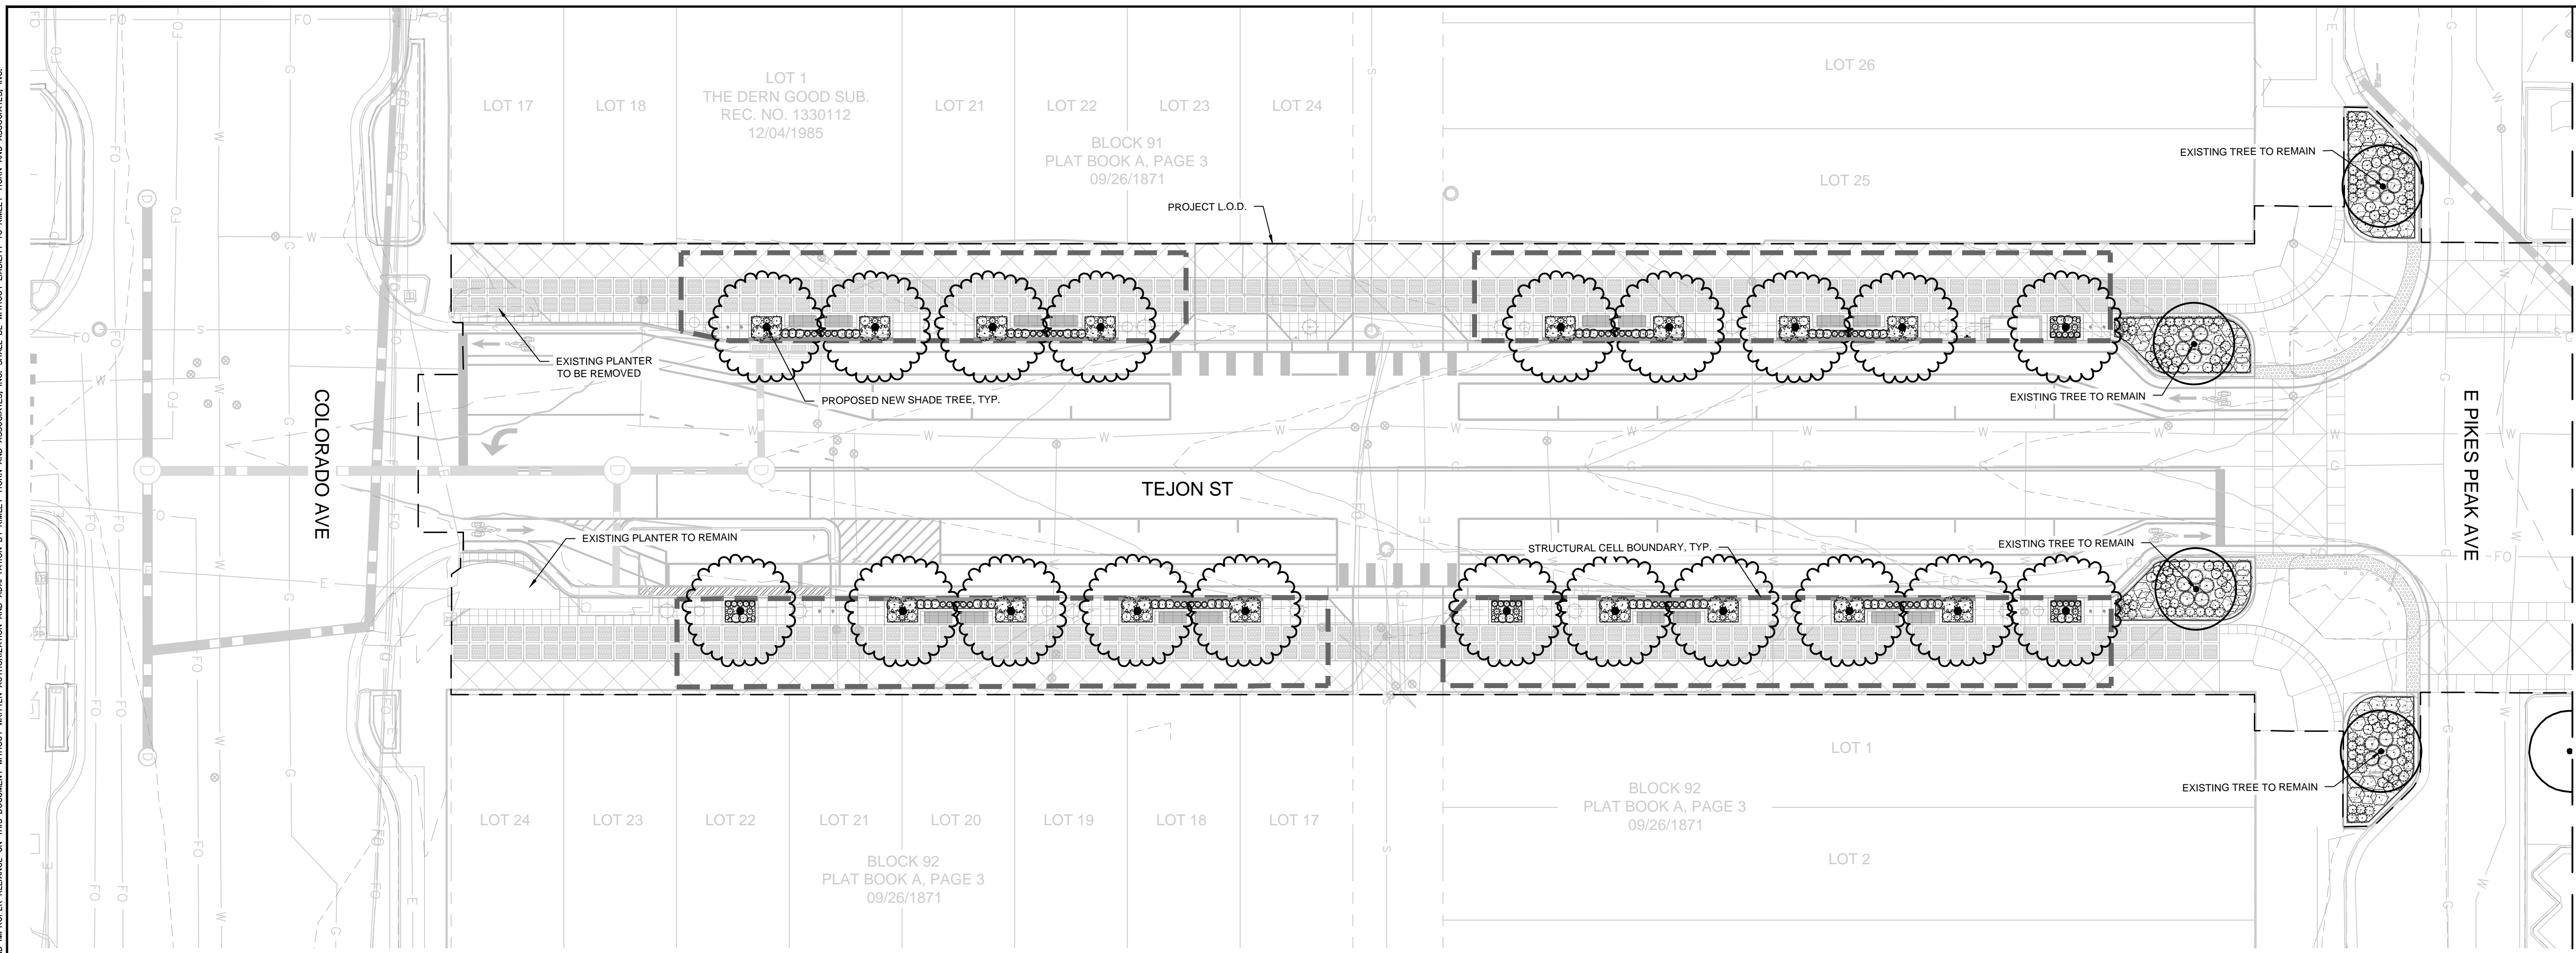 LOT 17
LOT 18
LOT 1
THE DERN GOOD SUB.
REC. NO. 1330112
12/04/1985
LOT 21
LOT 22
LOT 23
LOT 24
BLOCK 91
PLAT BOOK A, PAGE 3
09/26/1871
LOT 26
LOT 25
PROJECT L.O.D.
EXISTING TREE TO REMAIN
EXISTING PLANTER
TO BE REMOVED
PROPOSED NEW SHADE TREE, TYP.
EXISTING TREE TO REMAIN
COLORADO AVE
TEJON ST
E PIKES PEAK AVE
EXISTING PLANTER TO REMAIN
STRUCTURAL CELL BOUNDARY, TYP.
EXISTING TREE TO REMAIN
LOT 24
LOT 23
LOT 22
LOT 21
LOT 20
LOT 19
LOT 18
LOT 17
BLOCK 92
PLAT BOOK A, PAGE 3
09/26/1871
LOT 1
BLOCK 92
PLAT BOOK A, PAGE 3
09/26/1871
LOT 2
EXISTING TREE TO REMAIN